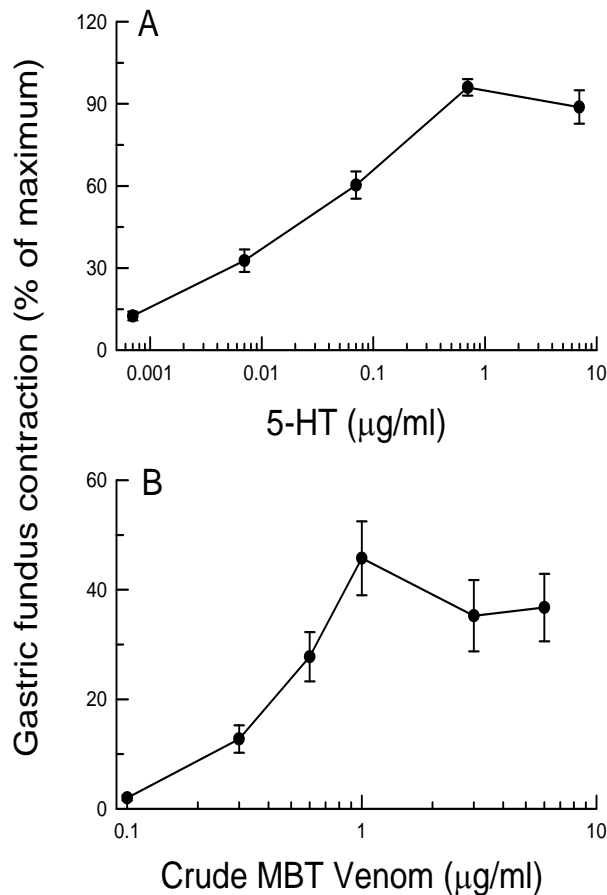 Gastric fundus contraction (% of maximum)
A
120
90
60
30
0
0.001 0.01 0.1 1 10
5-HT (μg/ml)
B
60
40
20
0
0.1 1 10
Crude MBT Venom (μg/ml)